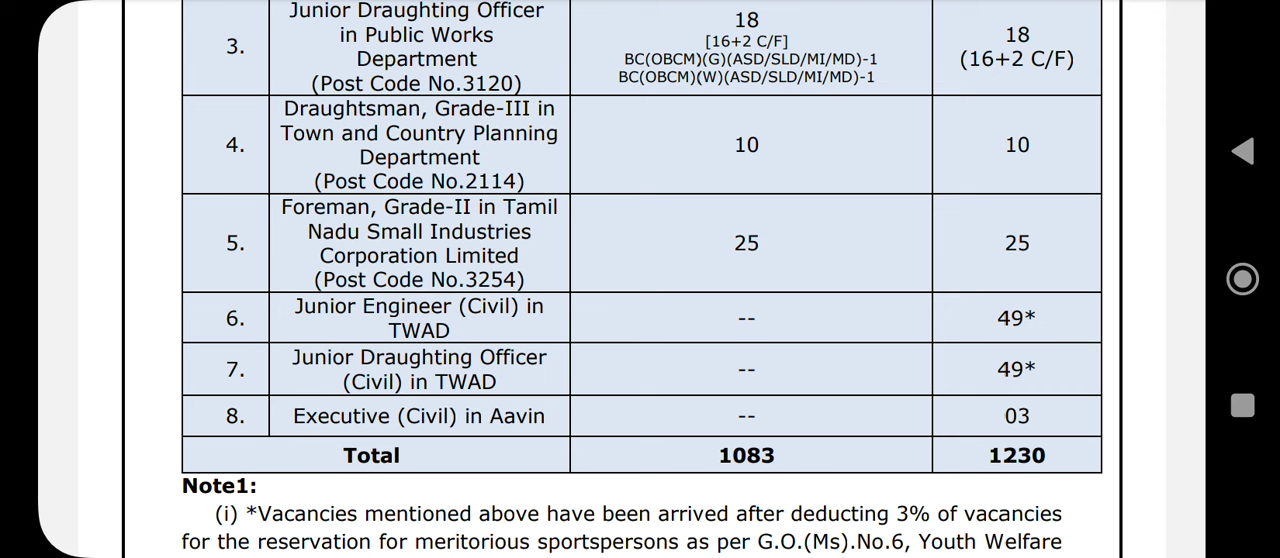 3.
Junior Draughting Officer
in Public Works
Department
(Post Code No.3120)
18
[16+2 C/F]
BC(OBCM)(G)(ASD/SLD/MI/MD)-1
BC(OBCM)(W)(ASD/SLD/MI/MD)-1
18
(16+2 C/F)
4.
Draughtsman, Grade-III in
Town and Country Planning
Department
(Post Code No.2114)
10
10
5.
Foreman, Grade-II in Tamil
Nadu Small Industries
Corporation Limited
(Post Code No.3254)
25
25
6.
Junior Engineer (Civil) in
TWAD
--
49*
7.
Junior Draughting Officer
(Civil) in TWAD
--
49*
8.
Executive (Civil) in Aavin
--
03
Total
1083
1230
Note1:
(i) *Vacancies mentioned above have been arrived after deducting 3% of vacancies
for the reservation for meritorious sportspersons as per G.O.(Ms).No.6, Youth Welfare